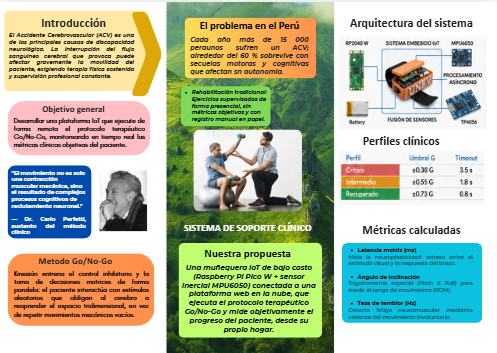 Introducción
El Accidente Cerebrovascular (ACV) es una
de las principales causas de discapacidad
neurológica. La interrupción del flujo
sanguíneo cerebral que provoca puede
afectar gravemente la movilidad del
paciente, exigiendo terapia física sostenida
y supervisión profesional constante.
Objetivo general
Desarrollar una plataforma IoT que ejecute de
forma remota el protocolo terapéutico
Go/No-Go, monitoreando en tiempo real las
métricas clínicas objetivas del paciente.
"El movimiento no es solo
una contracción
muscular mecánica, sino
el resultado de complejos
procesos cognitivos de
reclutamiento neuronal."
— Dr. Carlo Perfetti,
sustento del método
clínico
Metodo Go/No-Go
Kinesión entrena el control inhibitorio y la
toma de decisiones motrices de forma
paralela: el paciente interactúa con estímulos
aleatorios que obligan al cerebro a
reaprender el espacio tridimensional, en vez
de repetir movimientos mecánicos vacíos.
El problema en el Perú
Cada año más de 15 000
peruanos sufren un ACV;
alrededor del 60 % sobrevive con
secuelas motoras y cognitivas
que afectan su autonomía.
• Rehabilitación tradicional:
Ejercicios supervisados de
forma presencial, sin
métricas objetivas y con
registro manual en papel.
SISTEMA DE SOPORTE CLÍNICO
Nuestra propuesta
Una muñequera IoT de bajo costo
(Raspberry Pi Pico W + sensor
inercial MPU6050) conectada a una
plataforma web en la nube, que
ejecuta el protocolo terapéutico
Go/No-Go y mide objetivamente el
progreso del paciente, desde su
propio hogar.
Arquitectura del sistema
RP2040 W SISTEMA EMBEBIDO IoT MPU6050
PROCESAMIENTO
ASÍNCRONO
Battery FUSIÓN DE SENSORES TP4056
Perfiles clínicos
Perfil Umbral G Timeout
Crítico ±0.30 G 3.5 s
Intermedio ±0.55 G 1.8 s
Recuperado ±0.73 G 0.8 s
Métricas calculadas
• Latencia motriz (ms)
Mide la neuroplasticidad: retraso entre el
estímulo visual y la respuesta del brazo.
• Ángulo de inclinación
Trigonometría espacial (Pitch & Roll) para
medir el rango de movimiento (ROM).
• Tasa de temblor (Hz)
Detecta fatiga neuromuscular mediante
varianza del movimiento involuntario.